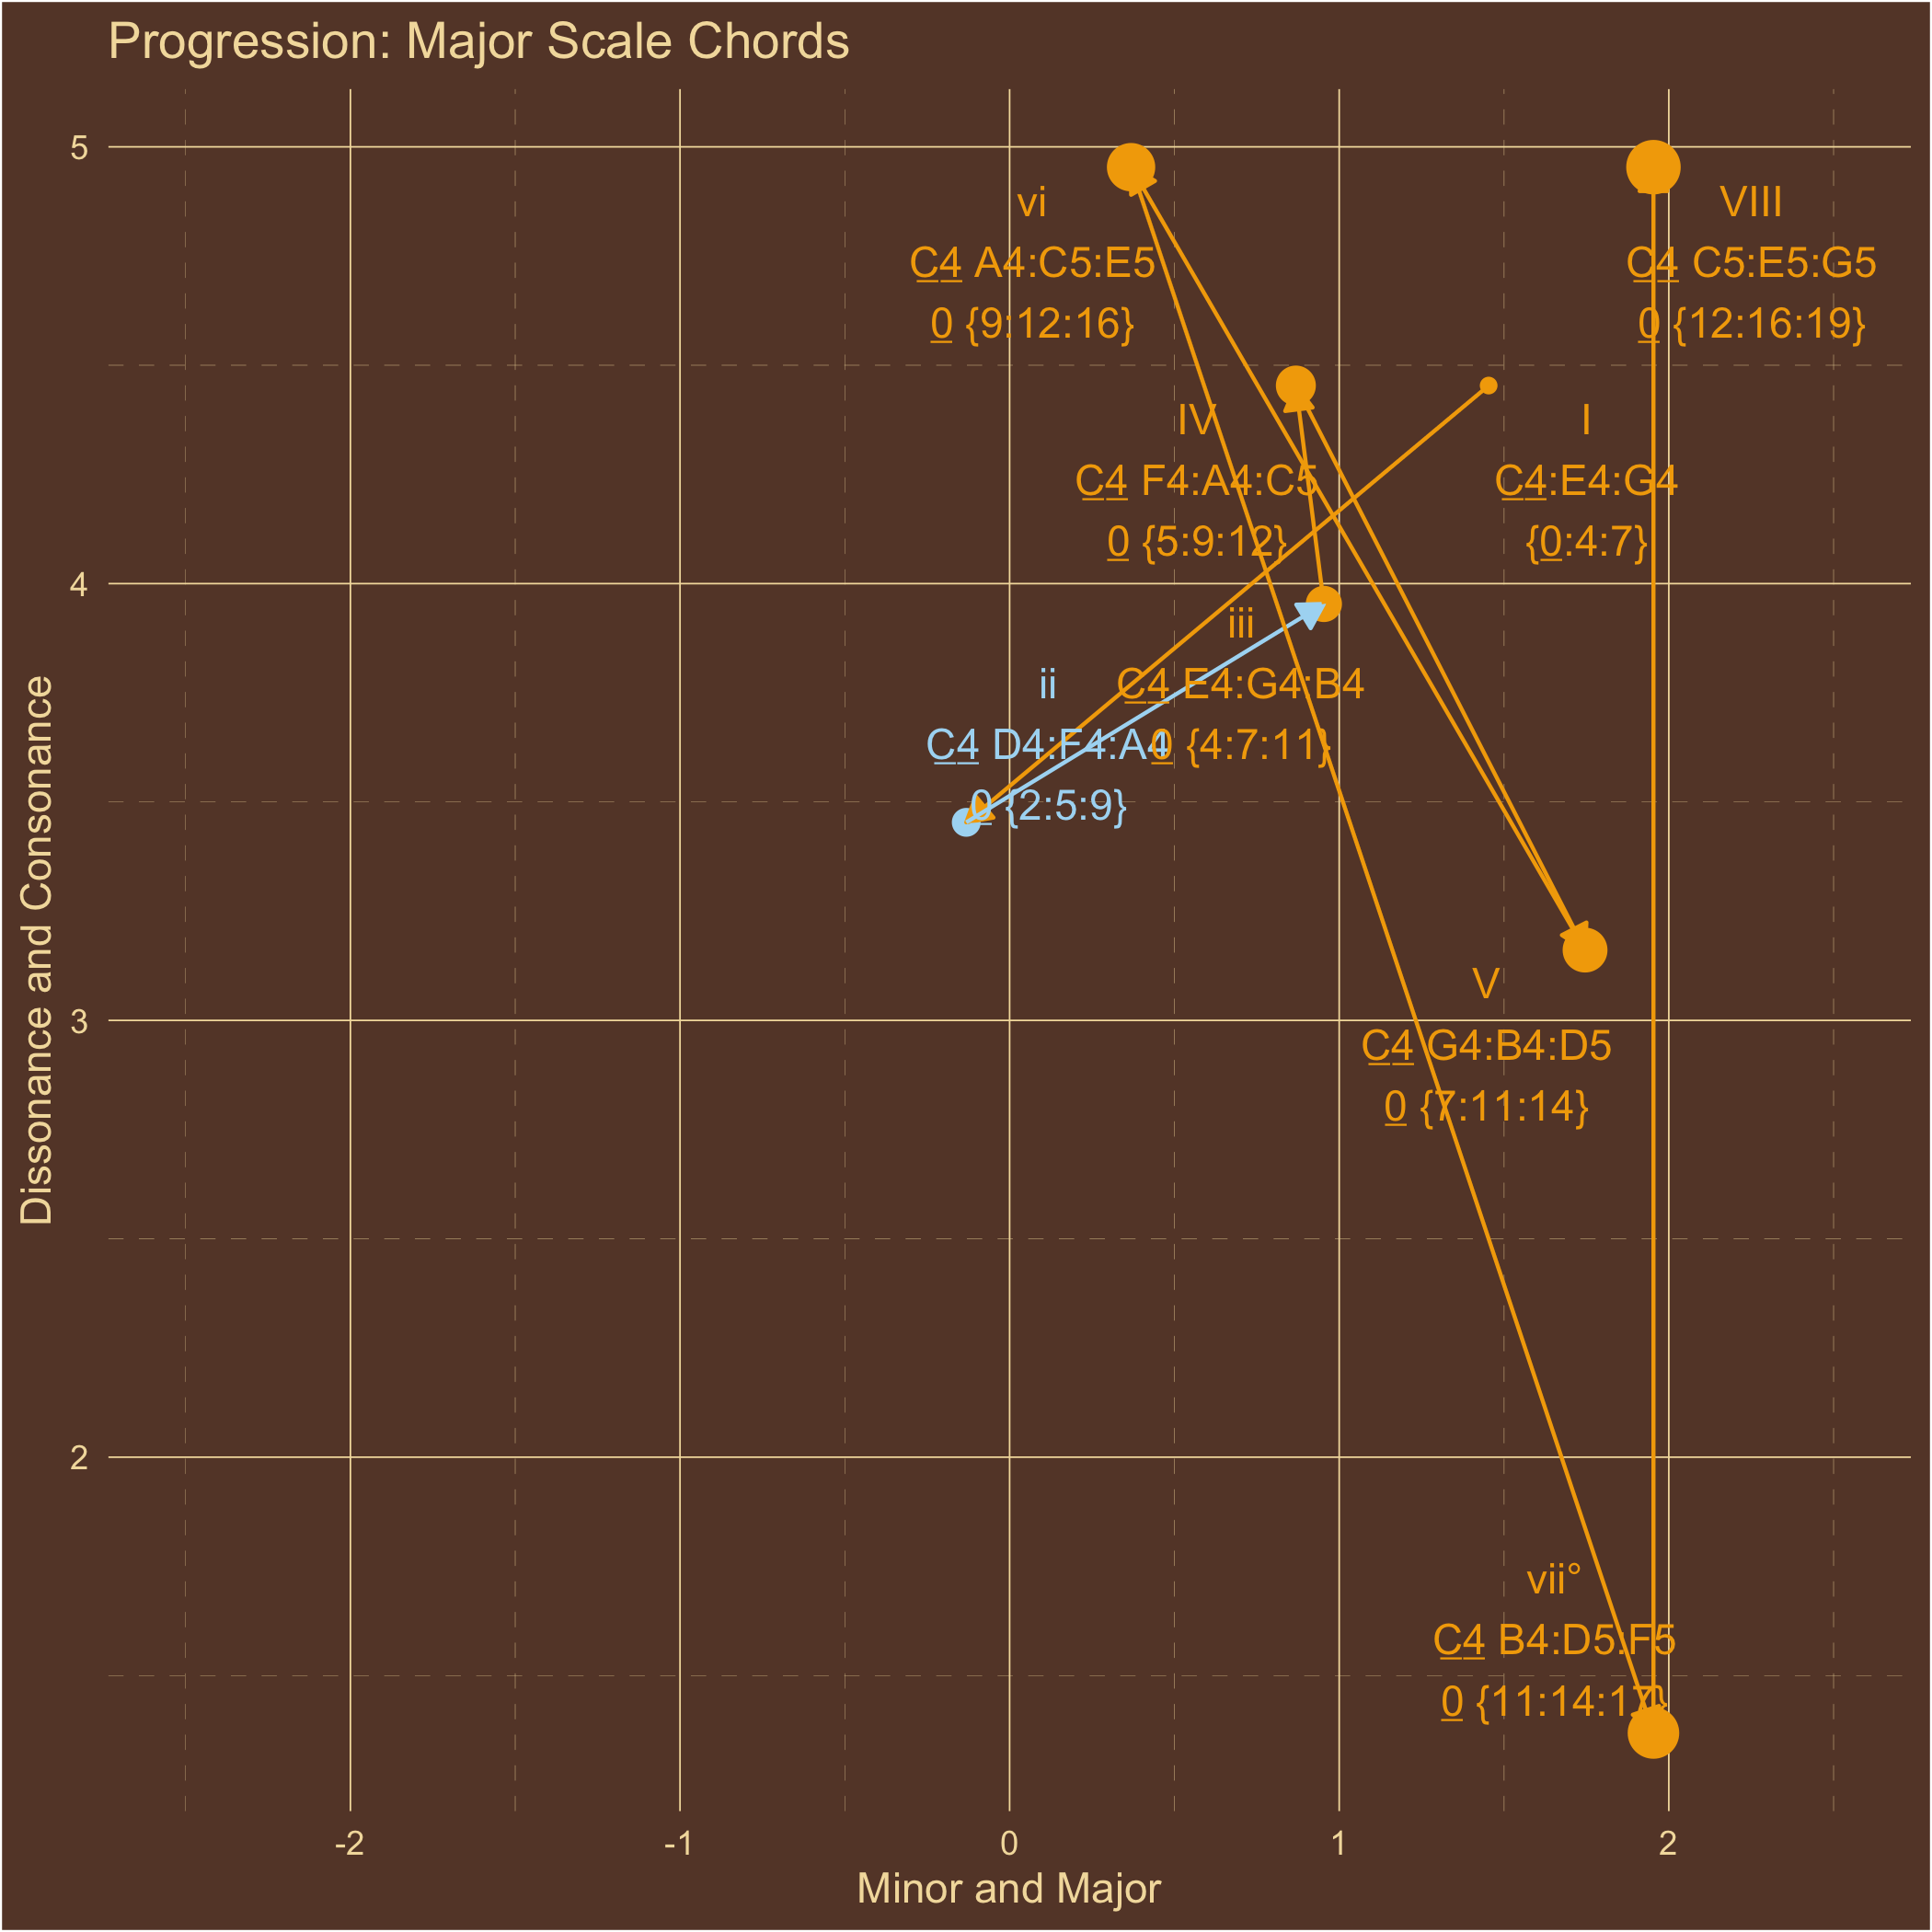 Progression: Major Scale Chords
5
4
3
2
Dissonance and Consonance
vi
C4 A4:C5:E5
0 {9:12:16}
VIII
C4 C5:E5:G5
0 {12:16:19}
IV
C4 F4:A4:C5
0 {5:9:12}
I
C4:E4:G4
{0:4:7}
iii
C4 E4:G4:B4
0 {4:7:11}
ii
C4 D4:F4:A4
0 {2:5:9}
V
C4 G4:B4:D5
0 {7:11:14}
vii°
C4 B4:D5:F5
0 {11:14:17}
-2
-1
0
1
2
Minor and Major